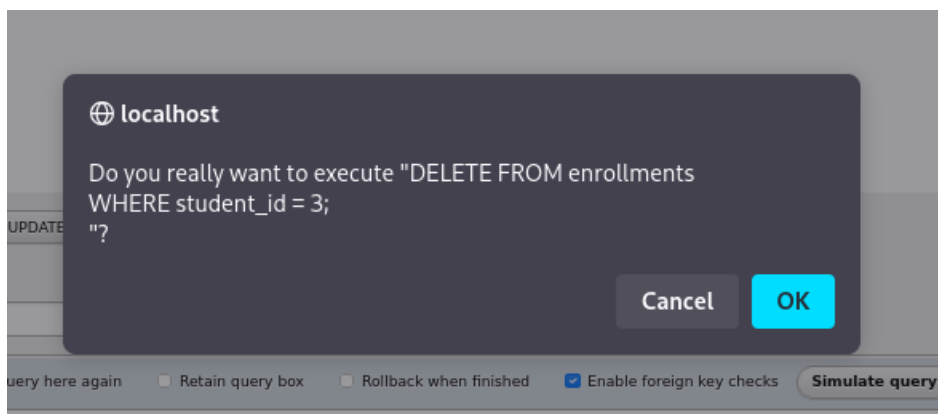 localhost
Do you really want to execute "DELETE FROM enrollments
WHERE student_id = 3;
"?
UPDATE
Cancel
OK
here again
Retain query box
Rollback when finished
Enable foreign key checks
Simulate query